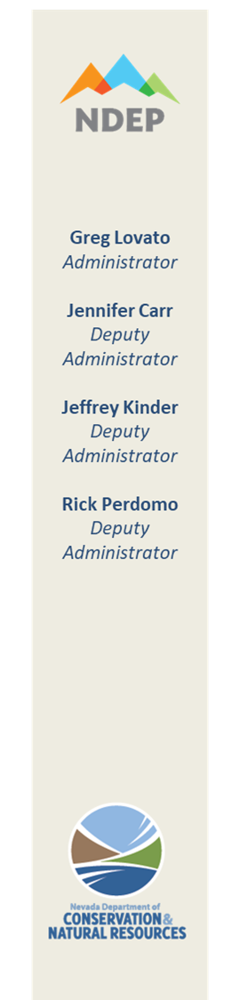 NDEP
Greg Lovato
Administrator
Jennifer Carr
Deputy
Administrator
Jeffrey Kinder
Deputy
Administrator
Rick Perdomo
Deputy
Administrator
Nevada Department of
CONSERVATION &
NATURAL RESOURCES